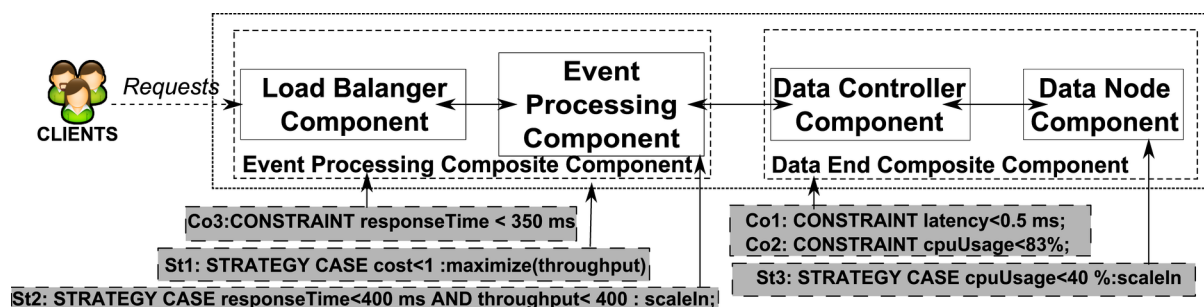 Requests
CLIENTS
Load Balanger
Component
Event
Processing
Component
Event Processing Composite Component
Data Controller
Component
Data Node
Component
Data End Composite Component
Co3:CONSTRAINT responseTime < 350 ms
St1: STRATEGY CASE cost<1 :maximize(throughput)
St2: STRATEGY CASE responseTime<400 ms AND throughput< 400 : scaleIn;
Co1: CONSTRAINT latency<0.5 ms;
Co2: CONSTRAINT cpuUsage<83%;
St3: STRATEGY CASE cpuUsage<40 %:scaleIn